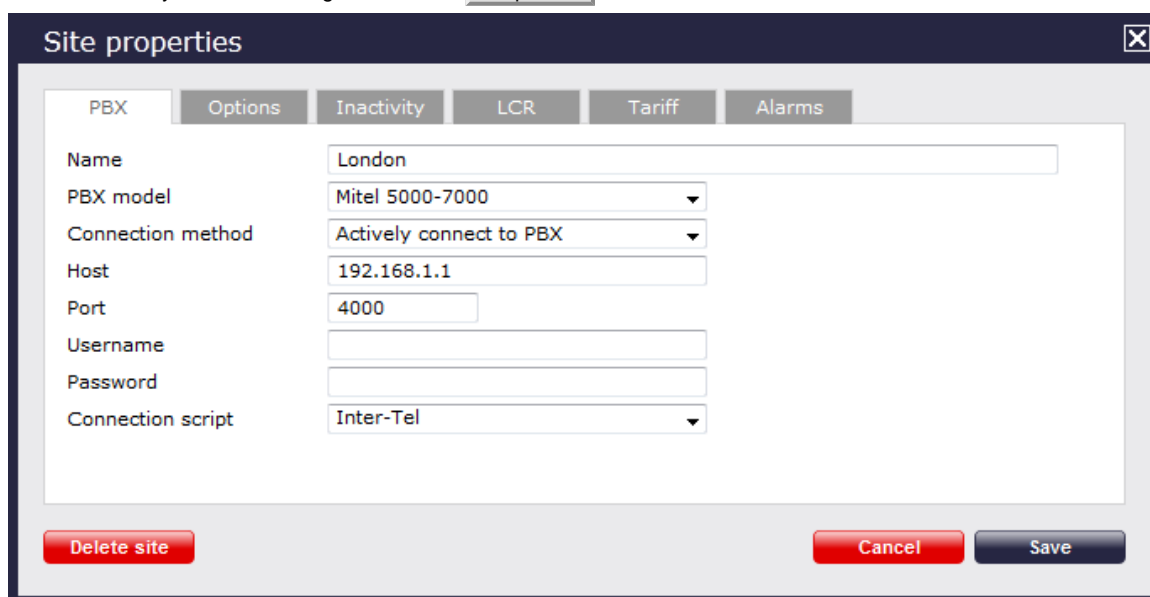 Site properties
PBX Options Inactivity LCR Tariff Alarms
Name London
PBX model Mitel 5000-7000
Connection method Actively connect to PBX
Host 192.168.1.1
Port 4000
Username
Password
Connection script Inter-Tel
Delete site Cancel Save